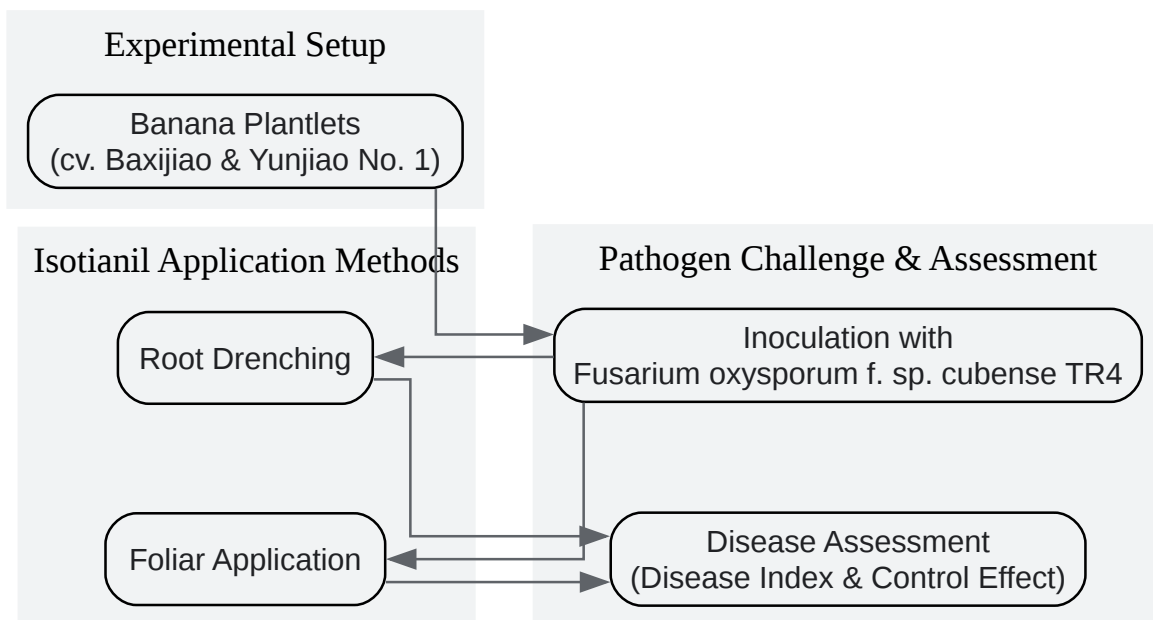 Experimental Setup
Banana Plantlets
(cv. Baxijiao & Yunjiao No. 1)
Isotianil Application Methods
Root Drenching
Foliar Application
Pathogen Challenge & Assessment
Inoculation with
Fusarium oxysporum f. sp. cubense TR4
Disease Assessment
(Disease Index & Control Effect)